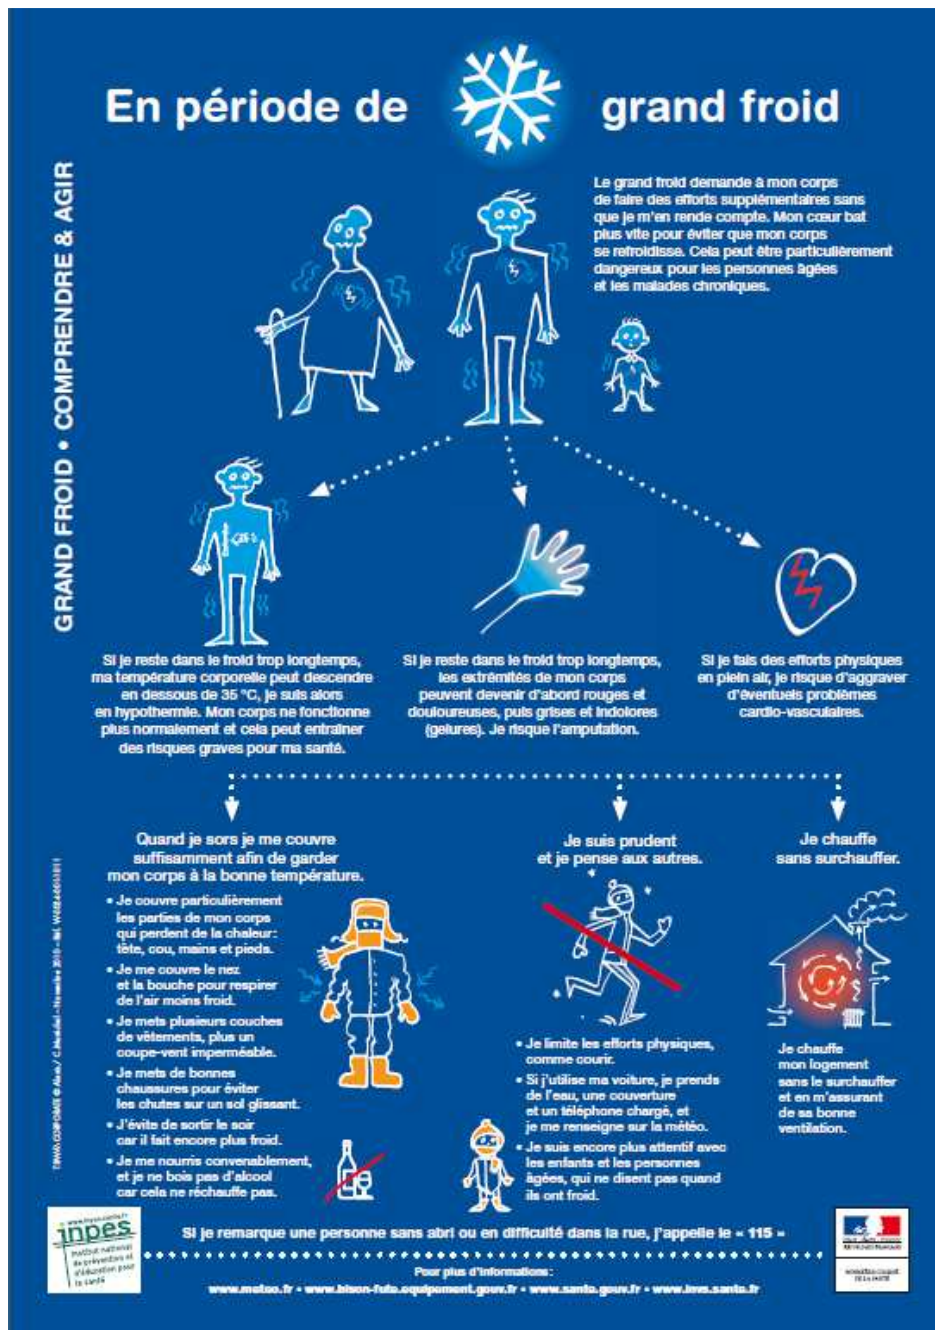 En période de grand froid
GRAND FROID • COMPRENDRE & AGIR
Le grand froid demande à mon corps
de faire des efforts supplémentaires sans
que je m'en rende compte. Mon cœur bat
plus vite pour éviter que mon corps
se refroidisse. Cela peut être particulièrement
dangereux pour les personnes âgées
et les malades chroniques.
Si je reste dans le froid trop longtemps,
ma température corporelle peut descendre
en dessous de 35 °C, je suis alors
en hypothermie. Mon corps ne fonctionne
plus normalement et cela peut entraîner
des risques graves pour ma santé.
Si je reste dans le froid trop longtemps,
les extrémités de mon corps
peuvent devenir d'abord rouges et
douloureuses, puis grises et indolores
(gelures). Je risque l'amputation.
Si je fais des efforts physiques
en plein air, je risque d'aggraver
d'éventuels problèmes
cardio-vasculaires.
Quand je sors je me couvre
suffisamment afin de garder
mon corps à la bonne température.
• Je couvre particulièrement
les parties de mon corps
qui perdent de la chaleur:
tête, cou, mains et pieds.
• Je me couvre le nez
et la bouche pour respirer
de l'air moins froid.
• Je mets plusieurs couches
de vêtements, plus un
coupe-vent imperméable.
• Je mets de bonnes
chaussures pour éviter
les chutes sur un sol glissant.
• J'évite de sortir le soir
car il fait encore plus froid.
• Je me nourris convenablement,
et je ne bois pas d'alcool
car cela ne réchauffe pas.
Je suis prudent
et je pense aux autres.
• Je limite les efforts physiques,
comme courir.
• Si j'utilise ma voiture, je prends
de l'eau, une couverture
et un téléphone chargé, et
je me renseigne sur la météo.
• Je suis encore plus attentif avec
les enfants et les personnes
âgées, qui ne disent pas quand
ils ont froid.
Je chauffe
sans surchauffer.
Je chauffe
mon logement
sans le surchauffer
et en m'assurant
de sa bonne
ventilation.
inpes
Institut national
de prévention et
d'éducation pour
la santé
Si je remarque une personne sans abri ou en difficulté dans la rue, j'appelle le « 115 »
Pour plus d'informations:
www.meteo.fr • www.bison-fute.equipement.gouv.fr • www.sante.gouv.fr • www.invs.sante.fr